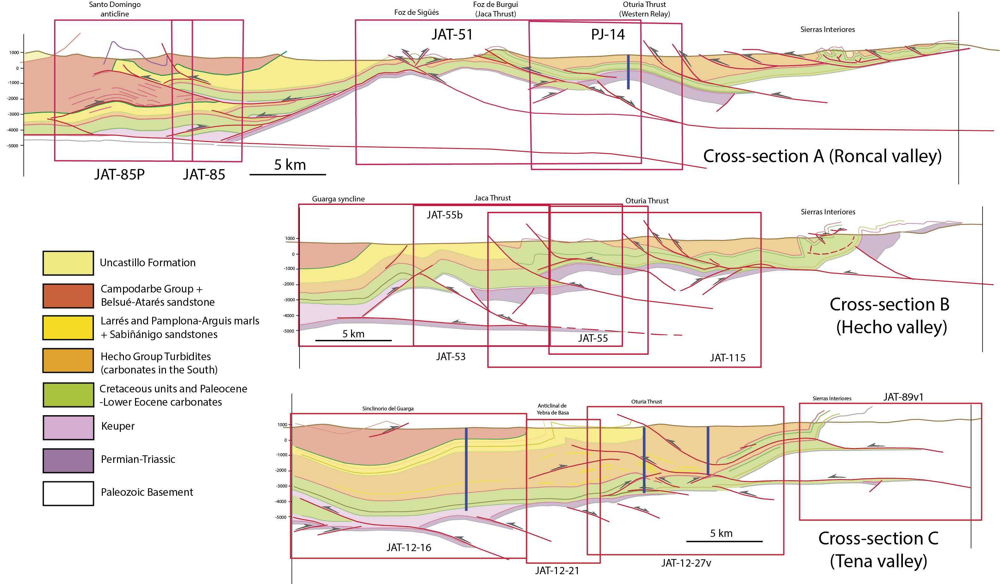 Santo Domingo
anticline
Foz de Sigüés
Foz de Burgui
(Jaca Thrust)
Oturia Thrust
(Western Relay)
Sierras Interiores
JAT-51
PJ-14
1000
0
-1000
-2000
-3000
-4000
-5000
JAT-85P
JAT-85
5 km
Cross-section A (Roncal valley)
Guarga syncline
Jaca Thrust
Oturia Thrust
Sierras Interiores
JAT-55b
1000
0
-1000
-2000
-3000
-4000
-5000
5 km
JAT-55
JAT-53
JAT-115
Cross-section B
(Hecho valley)
Uncastillo Formation
Campodarbe Group +
Belsué-Atarés sandstone
Larrés and Pamplona-Arguis marls
+ Sabiñánigo sandstones
Hecho Group Turbidites
(carbonates in the South)
Cretaceous units and Paleocene
-Lower Eocene carbonates
Keuper
Permian-Triassic
Paleozoic Basement
Sinclinorio del Guarga
Anticlinal de
Yebra de Basa
Oturia Thrust
Sierras Interiores
JAT-89v1
1000
0
-1000
-2000
-3000
-4000
-5000
5 km
JAT-12-16
JAT-12-21
JAT-12-27v
Cross-section C
(Tena valley)